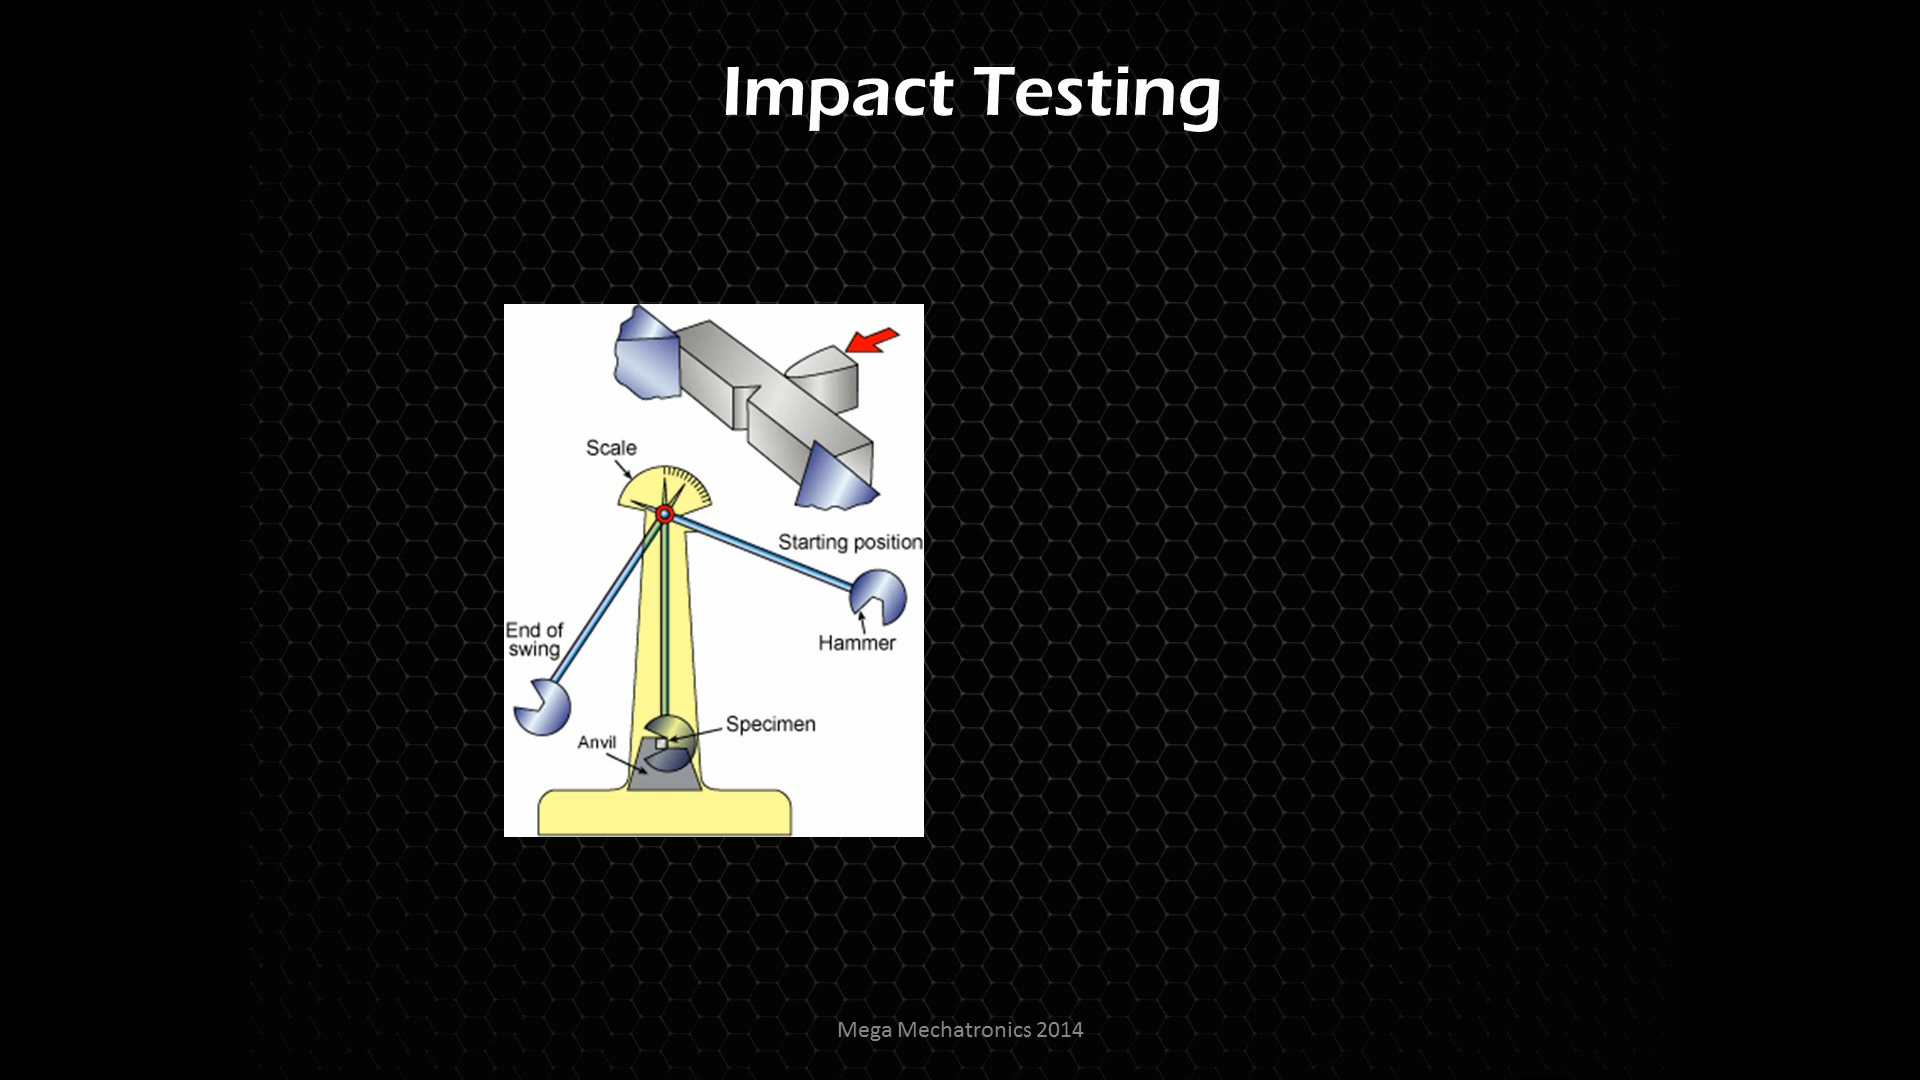 Impact Testing
Scale
Starting position
Hammer
End of
swing
Specimen
Anvil
Mega Mechatronics 2014